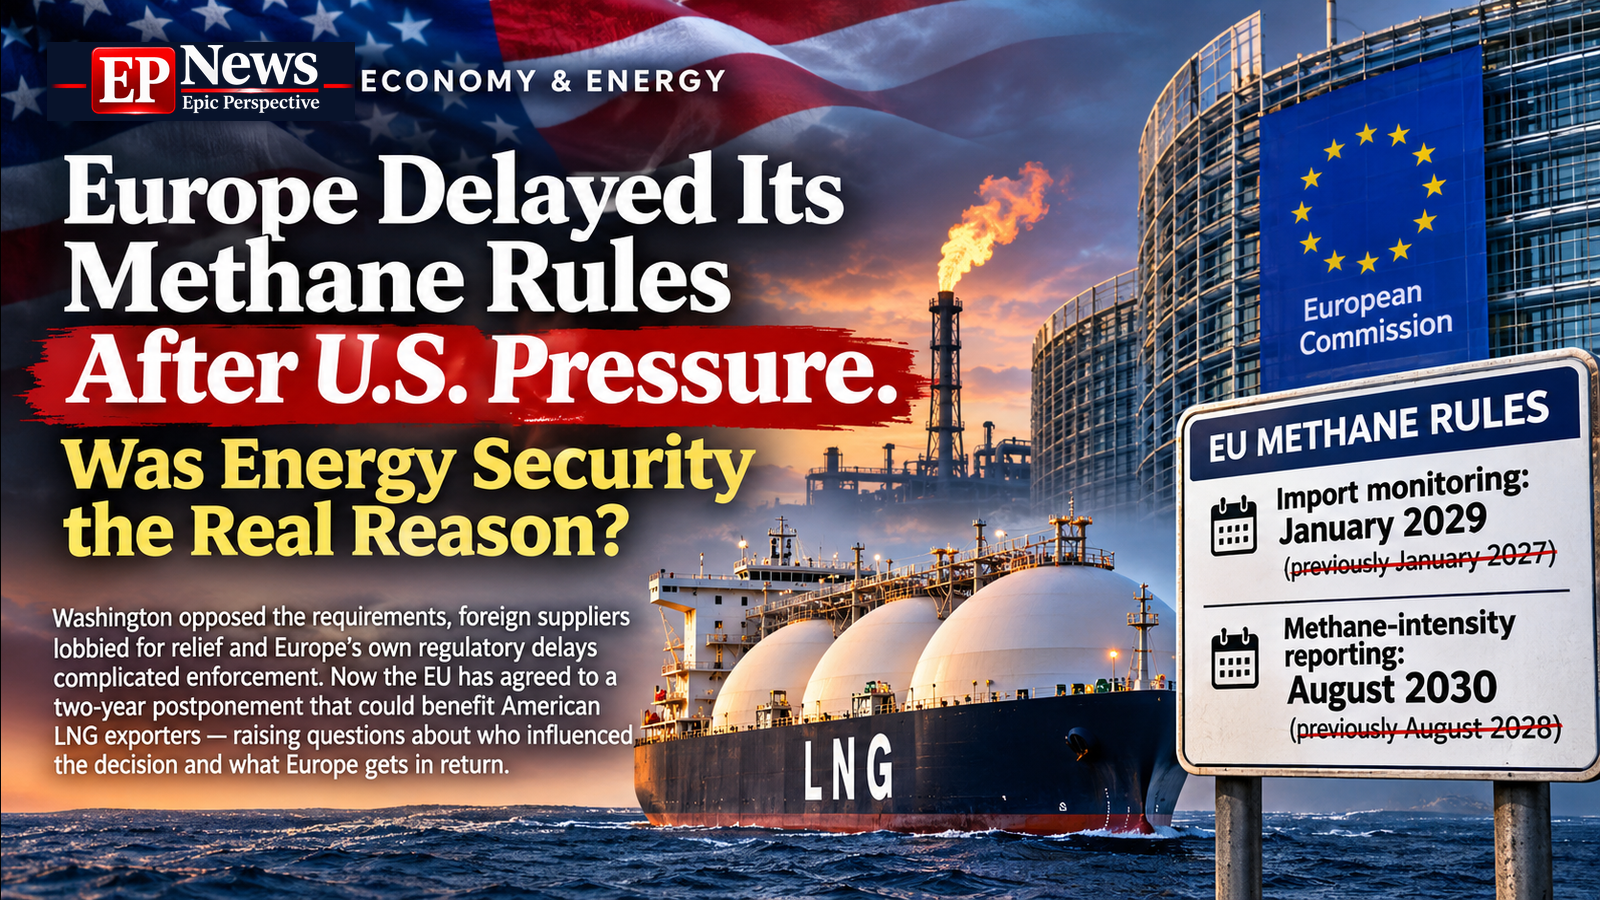 EP News
Epic Perspective
ECONOMY & ENERGY
Europe Delayed Its
Methane Rules
After U.S. Pressure.
Was Energy Security
the Real Reason?
Washington opposed the requirements, foreign suppliers
lobbied for relief and Europe's own regulatory delays
complicated enforcement. Now the EU has agreed to a
two-year postponement that could benefit American
LNG exporters — raising questions about who influenced
the decision and what Europe gets in return.
European
Commission
EU METHANE RULES
Import monitoring:
January 2029
(previously January 2027)
Methane-intensity
reporting:
August 2030
(previously August 2028)
LNG